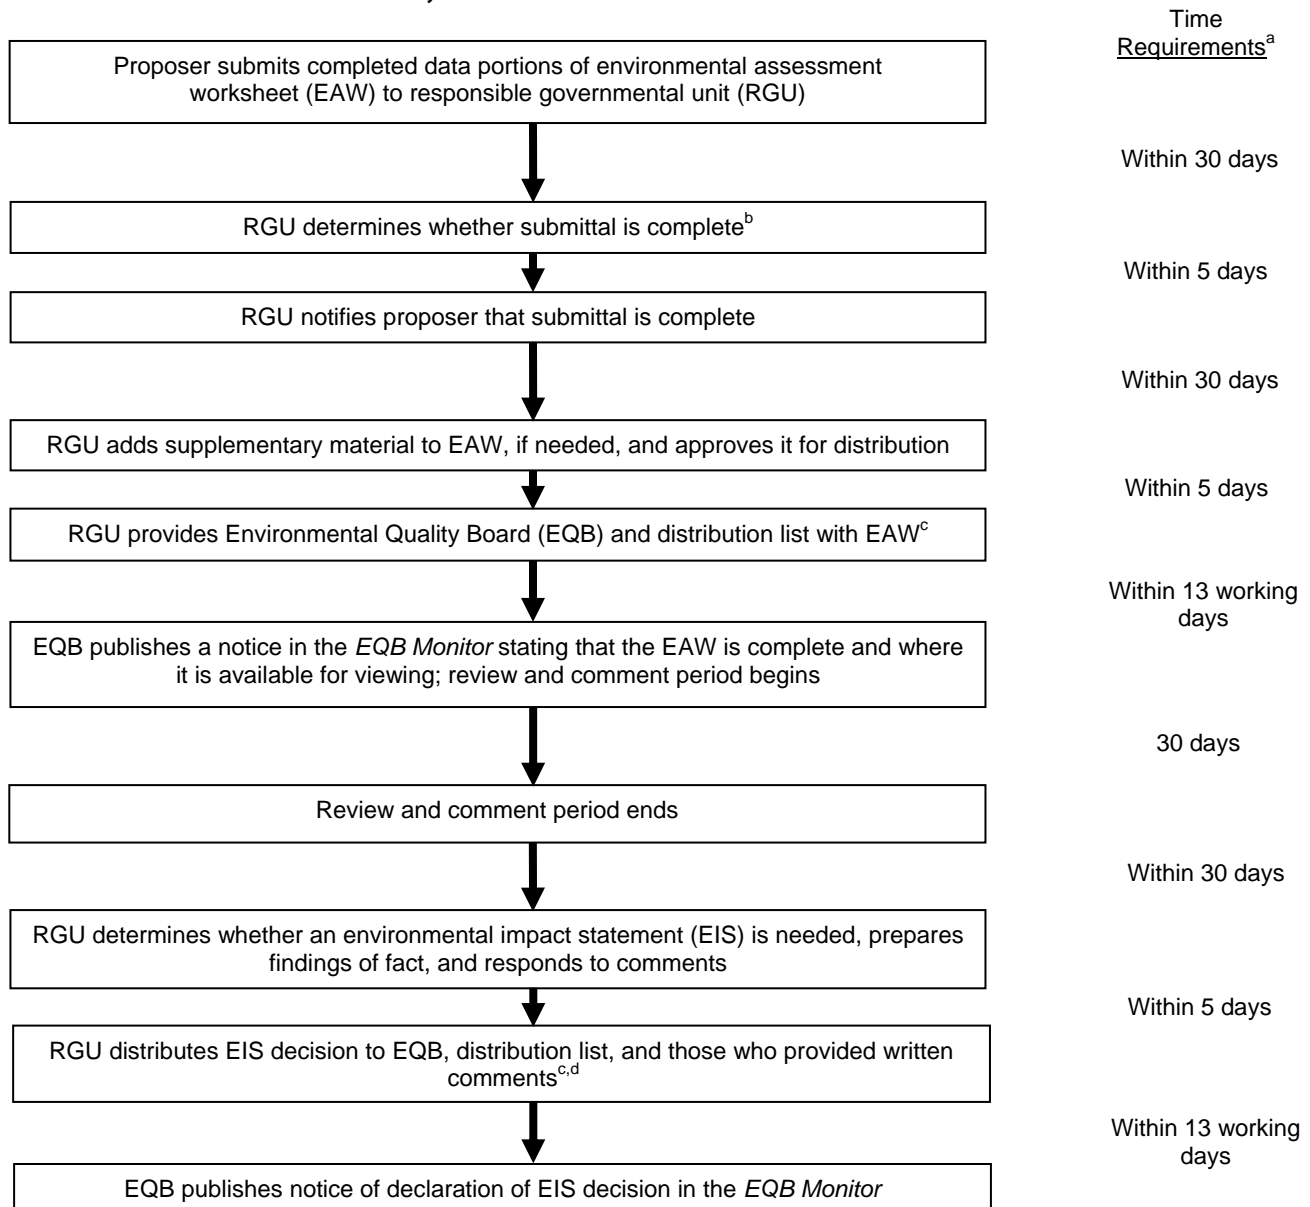 Time
Requirementsᵃ
Proposer submits completed data portions of environmental assessment
worksheet (EAW) to responsible governmental unit (RGU)
Within 30 days
RGU determines whether submittal is completeᵇ
Within 5 days
RGU notifies proposer that submittal is complete
Within 30 days
RGU adds supplementary material to EAW, if needed, and approves it for distribution
Within 5 days
RGU provides Environmental Quality Board (EQB) and distribution list with EAWᶜ
Within 13 working
days
EQB publishes a notice in the EQB Monitor stating that the EAW is complete and where
it is available for viewing; review and comment period begins
30 days
Review and comment period ends
Within 30 days
RGU determines whether an environmental impact statement (EIS) is needed, prepares
findings of fact, and responds to comments
Within 5 days
RGU distributes EIS decision to EQB, distribution list, and those who provided written
commentsᶜ,ᵈ
Within 13 working
days
EQB publishes notice of declaration of EIS decision in the EQB Monitor